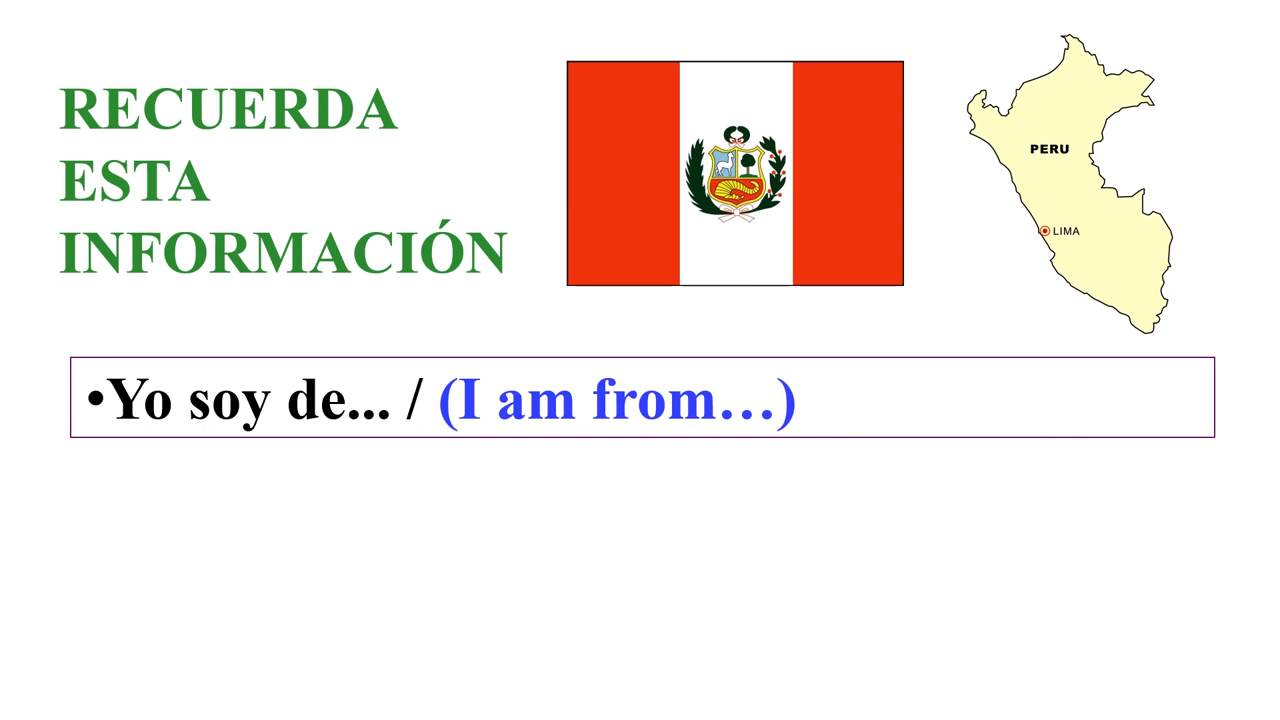 RECUERDA
ESTA
INFORMACIÓN
PERU
LIMA
•Yo soy de... / (I am from…)